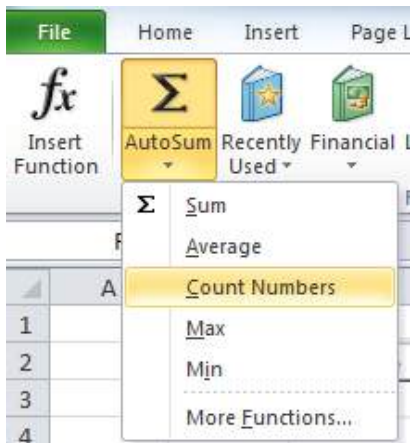 File Home Insert Page L
fx Σ
Insert Function AutoSum Recently Used Financial L
Σ Sum
Average
A Count Numbers
1 Max
2 Min
3
More Functions...
4